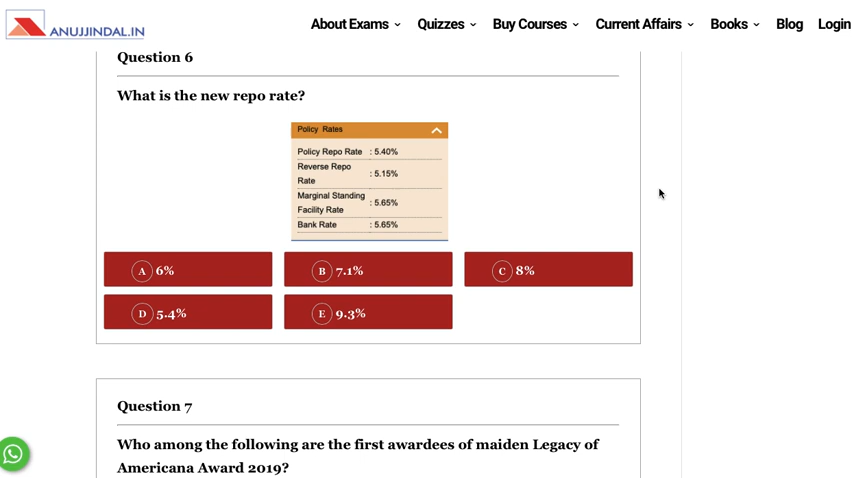 ANUJJINDAL.IN
About Exams Quizzes Buy Courses Current Affairs Books Blog Login
Question 6
What is the new repo rate?
Policy Rates
Policy Repo Rate : 5.40%
Reverse Repo Rate : 5.15%
Marginal Standing Facility Rate : 5.65%
Bank Rate : 5.65%
A 6%
B 7.1%
C 8%
D 5.4%
E 9.3%
Question 7
Who among the following are the first awardees of maiden Legacy of
Americana Award 2019?